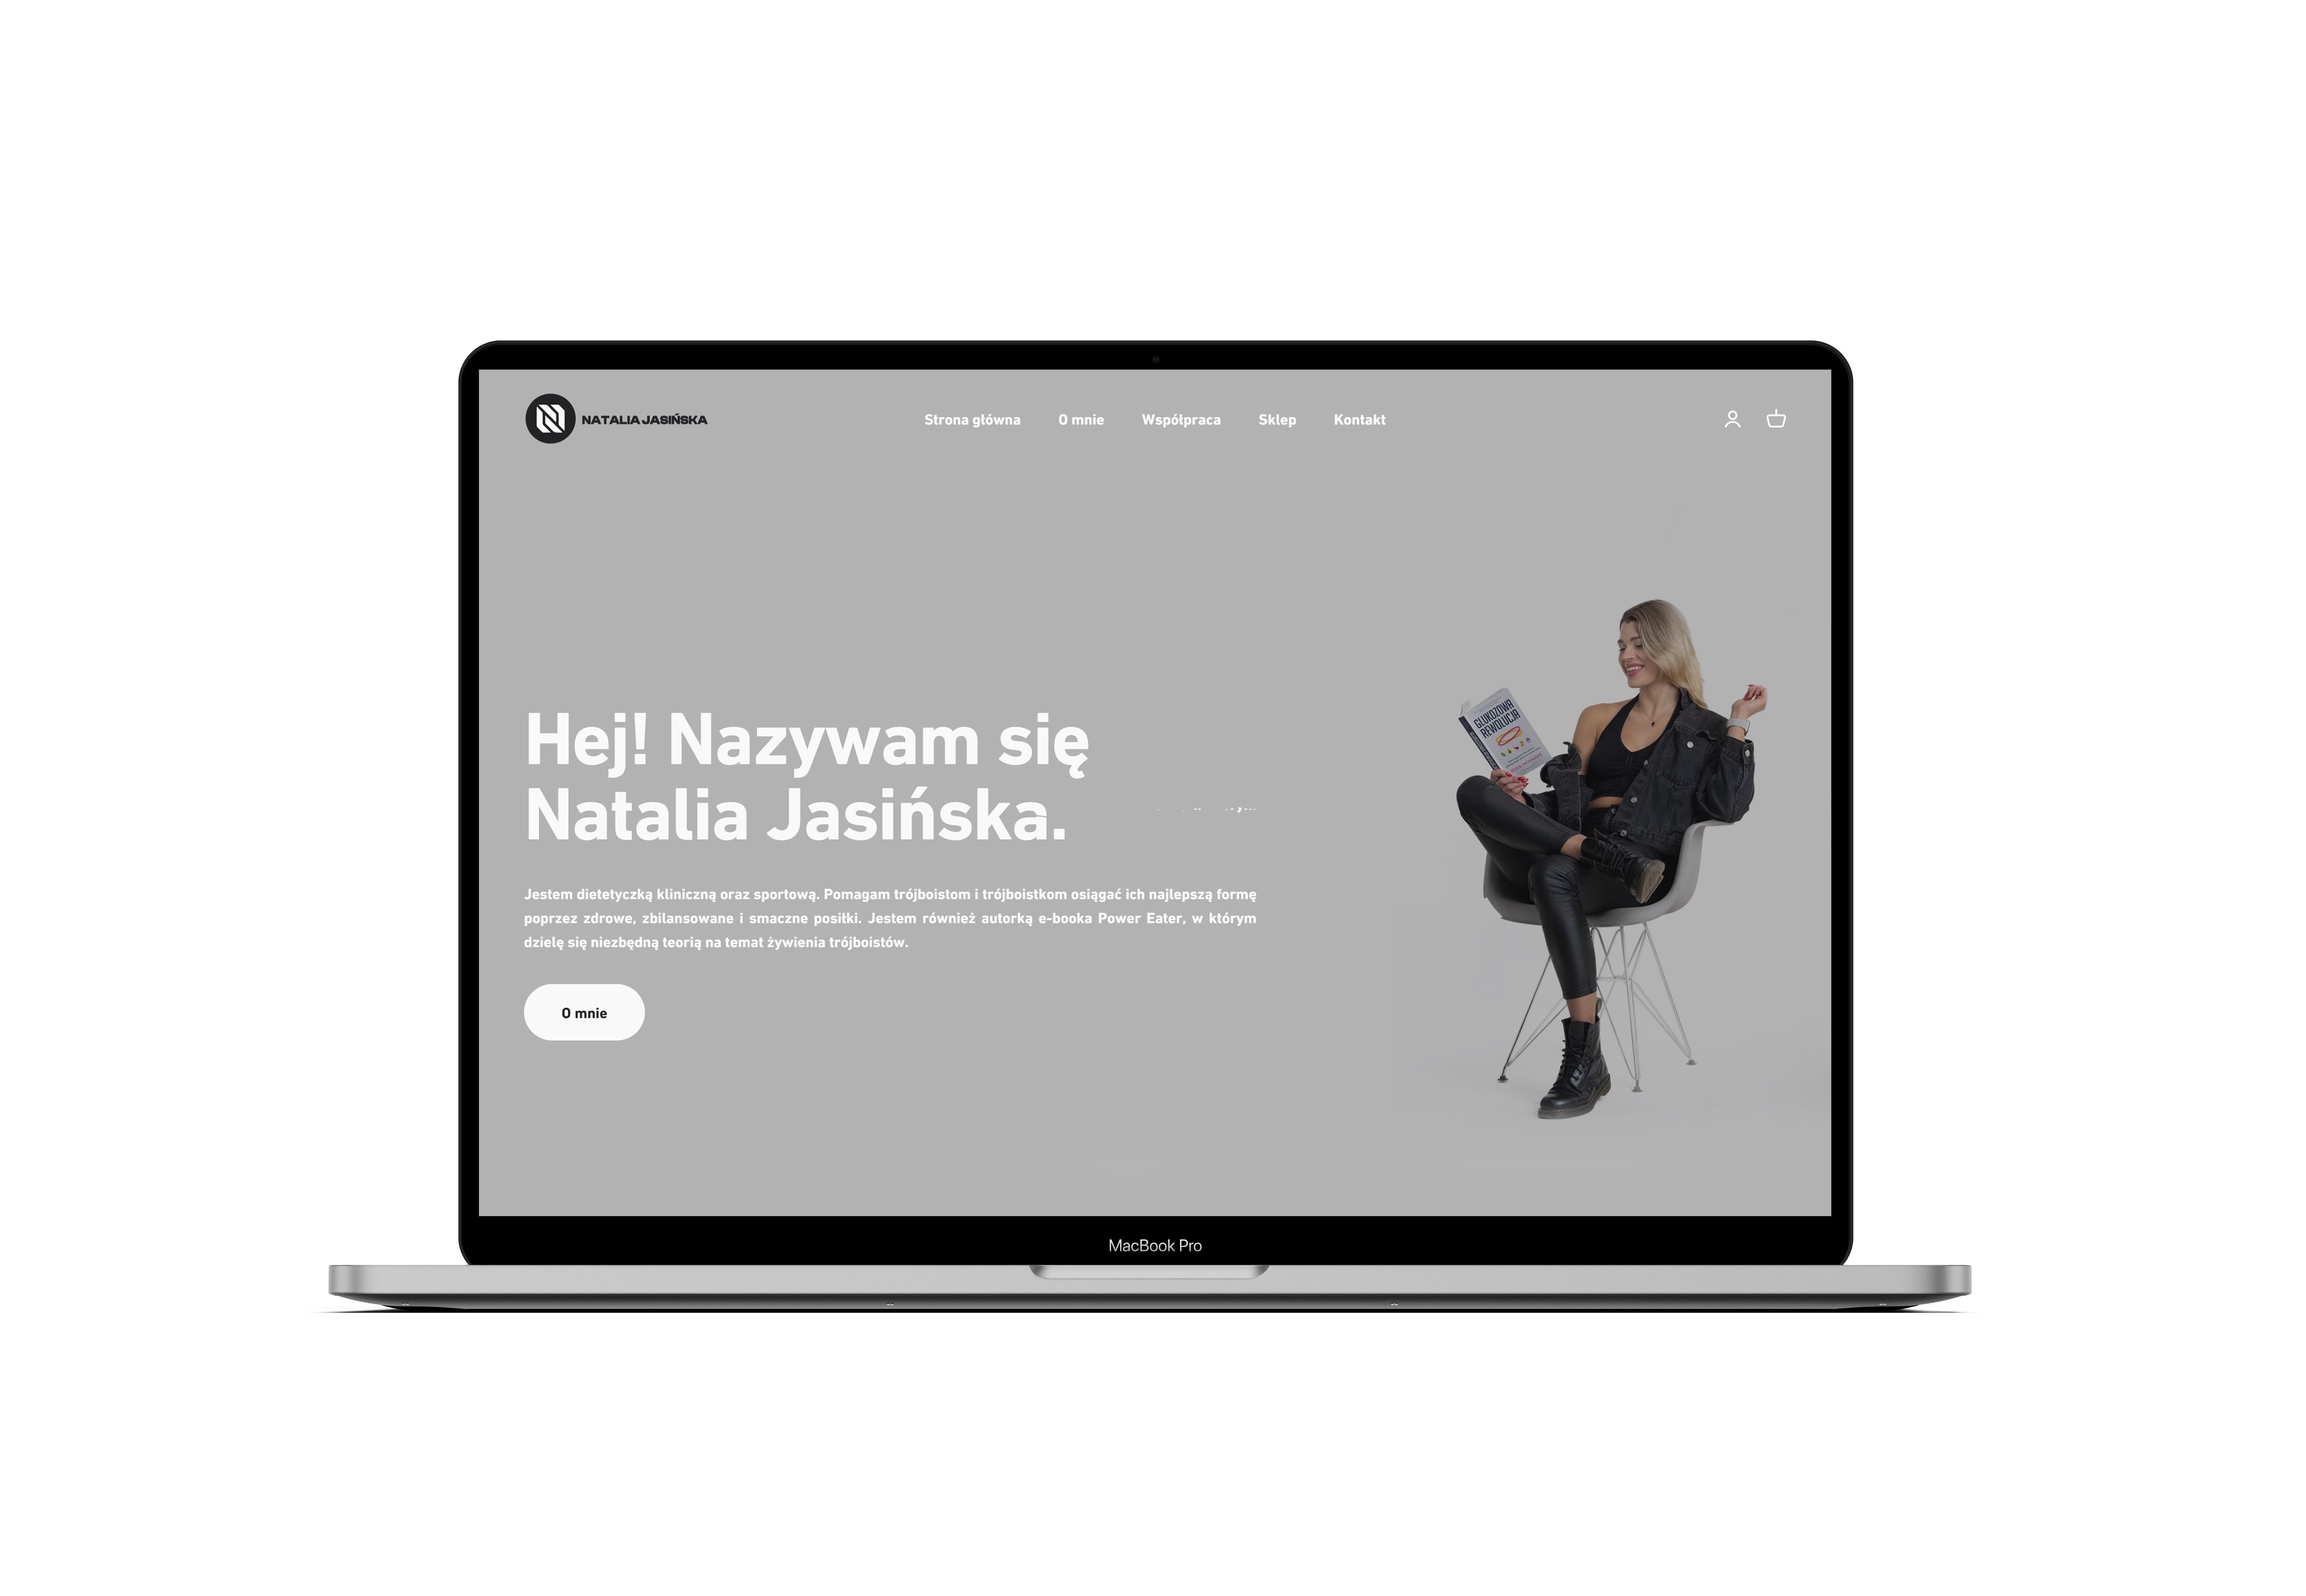 NATALIA JASIŃSKA
Strona główna
O mnie
Współpraca
Sklep
Kontakt
Hej! Nazywam się
Natalia Jasińska.
Jestem dietetyczką kliniczną oraz sportową. Pomagam trójboistom i trójboistkom osiągać ich najlepszą formę
poprzez zdrowe, zbilansowane i smaczne posiłki. Jestem również autorką e-booka Power Eater, w którym
dzielę się niezbędną teorią na temat żywienia trójboistów.
O mnie
GLUKOZOWA
REWOLUCJA
MacBook Pro